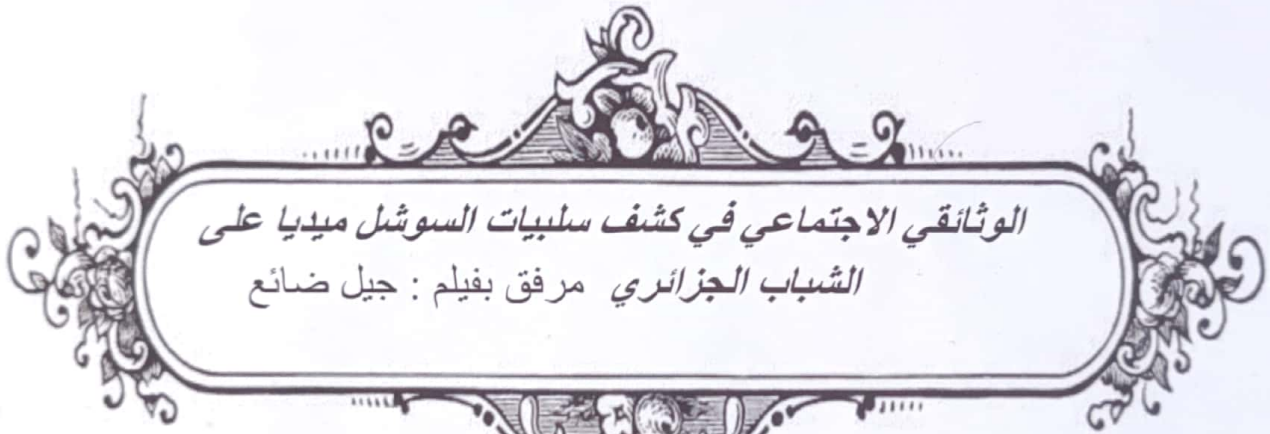 الوثائقي الاجتماعي في كشف سلبيات السوشل ميديا على
الشباب الجزائري مرفق بفيلم : جيل ضائع